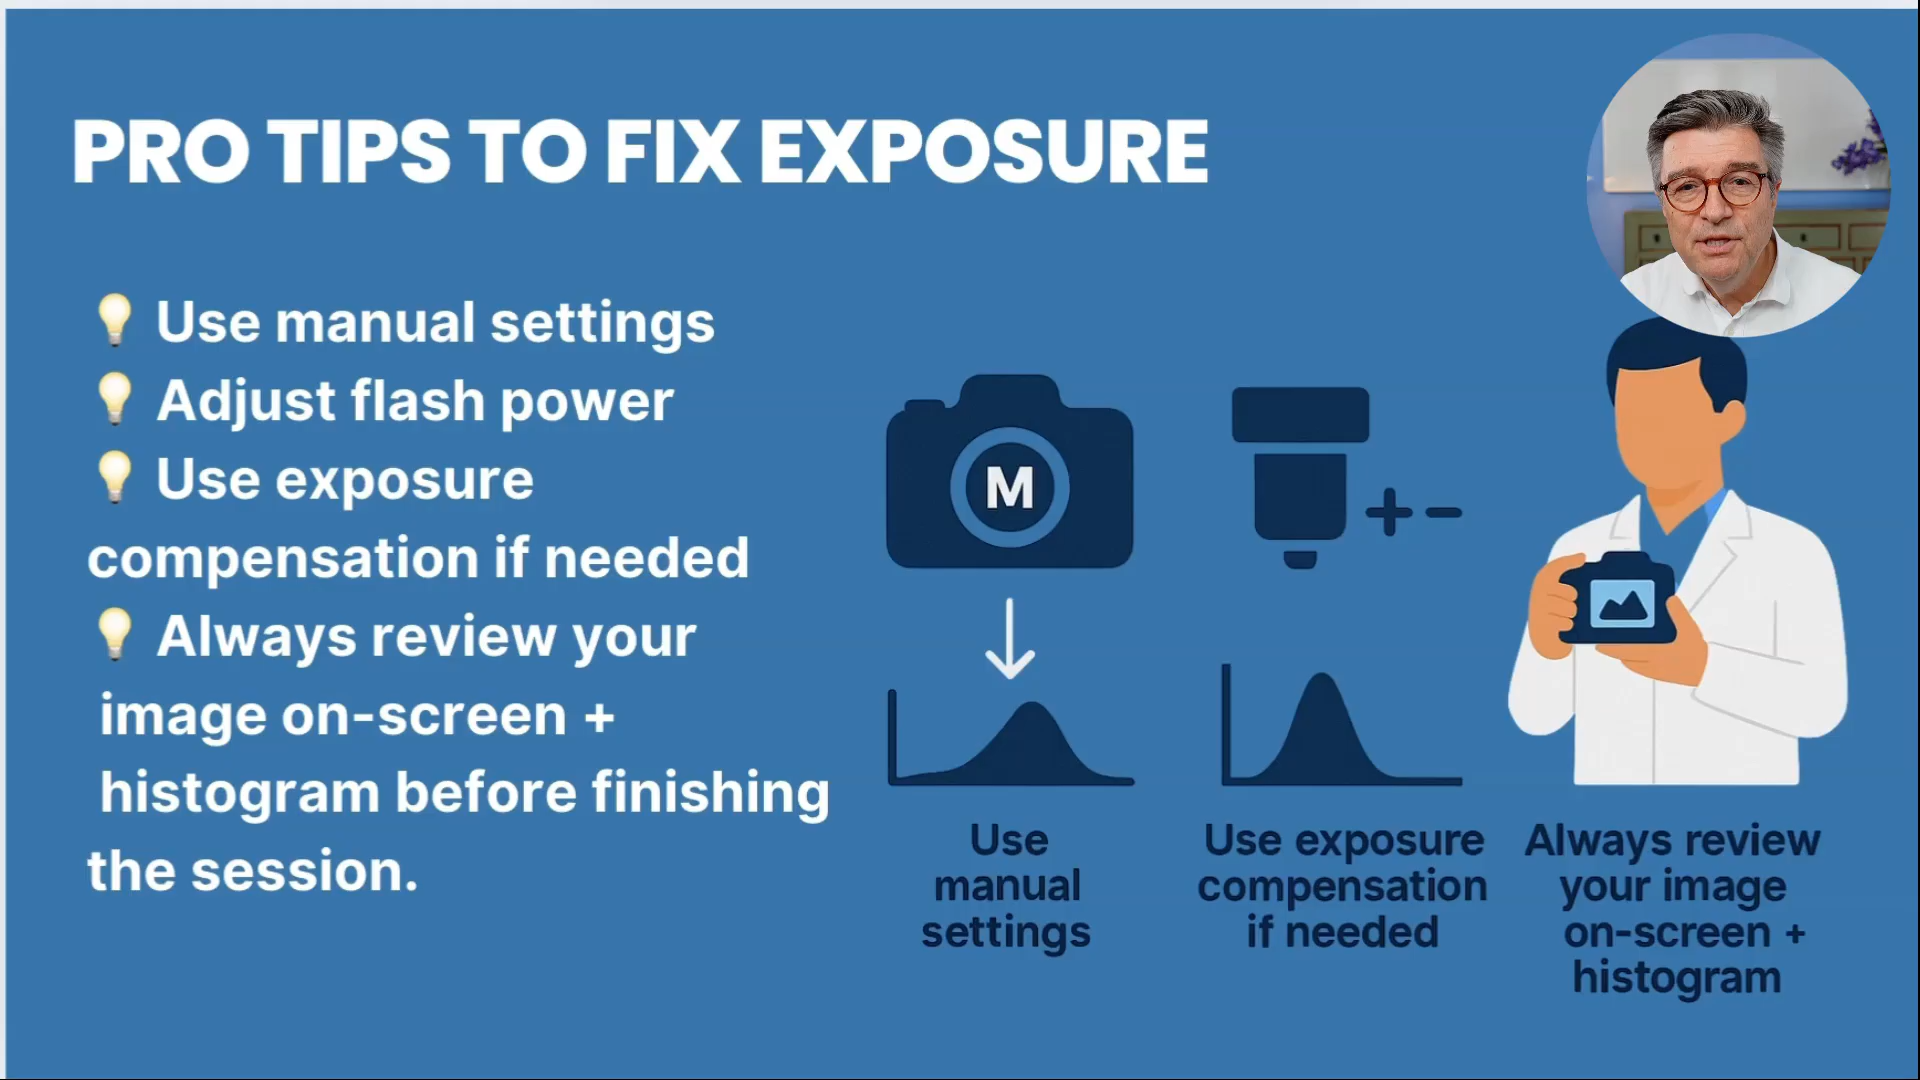 PRO TIPS TO FIX EXPOSURE
💡 Use manual settings
💡 Adjust flash power
💡 Use exposure
compensation if needed
💡 Always review your
image on-screen +
histogram before finishing
the session.
M
+ -
Use
manual
settings
Use exposure
compensation
if needed
Always review
your image
on-screen +
histogram